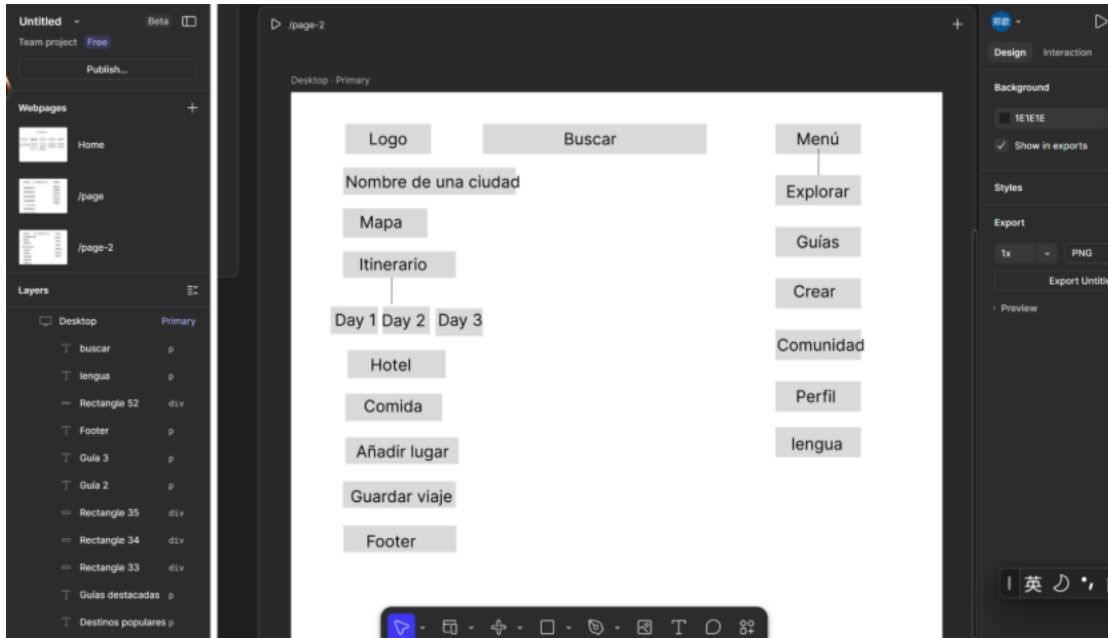 Untitled
Beta
Team project Free
Publish...
Webpages
Home
/page
/page-2
Layers
Desktop Primary
buscar p
lengua p
Rectangle 52 div
Footer p
Guía 3 p
Guía 2 p
Rectangle 35 div
Rectangle 34 div
Rectangle 33 div
Guías destacadas p
Destinos populares p
/page-2
Desktop · Primary
Logo
Buscar
Menú
Nombre de una ciudad
Explorar
Mapa
Guías
Itinerario
Crear
Day 1 Day 2 Day 3
Comunidad
Hotel
Perfil
Comida
lengua
Añadir lugar
Guardar viaje
Footer
Design Interaction
Background
1E1E1E
Show in exports
Styles
Export
1x PNG
Export Untitl
Preview
英